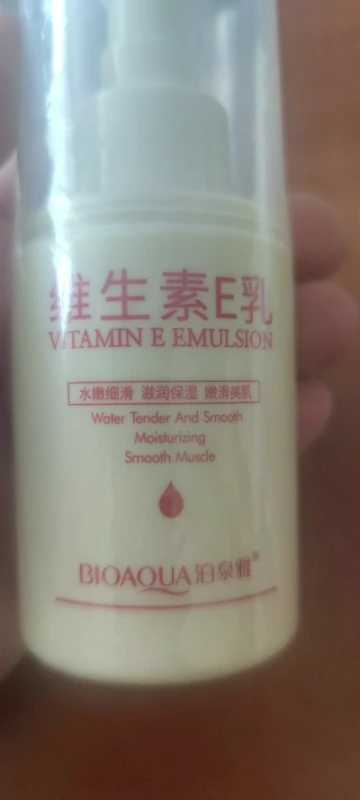 维生素E乳
VITAMIN E EMULSION
水嫩细滑 滋润保湿 嫩滑美肌
Water Tender And Smooth
Moisturizing
Smooth Muscle
BIOAQUA泊泉雅®